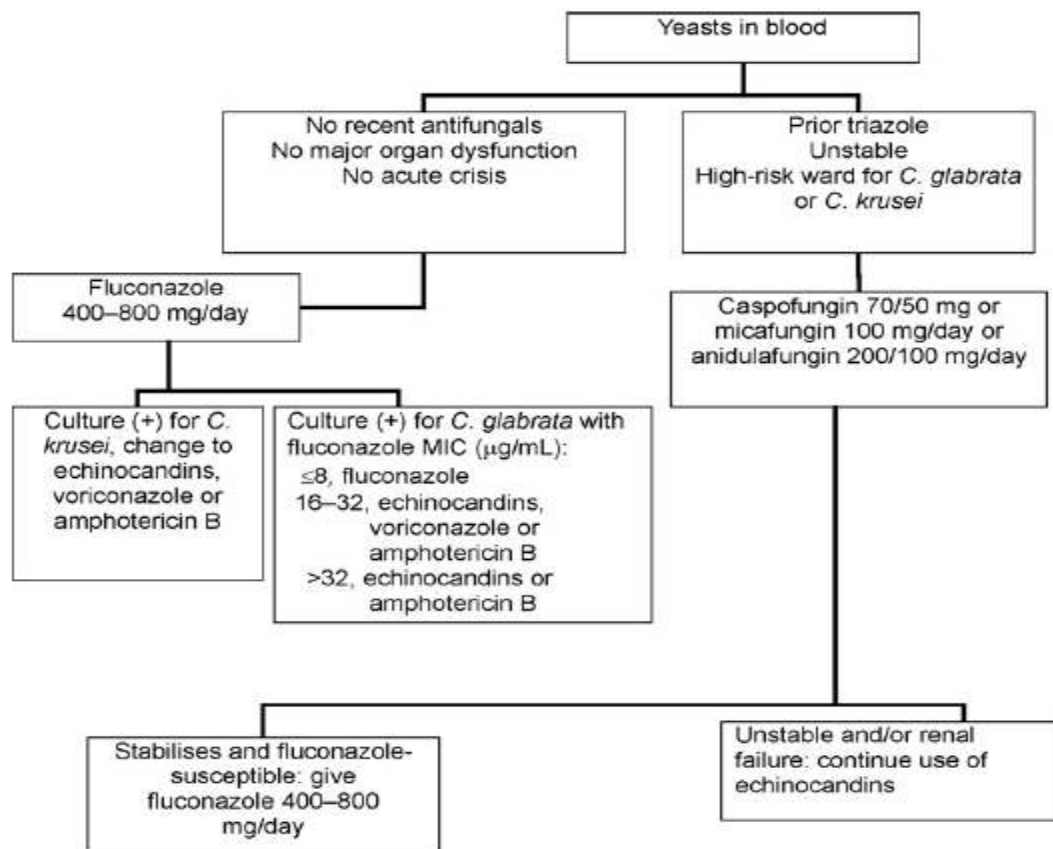 Yeasts in blood
No recent antifungals
No major organ dysfunction
No acute crisis
Prior triazole
Unstable
High-risk ward for C. glabrata
or C. krusei
Fluconazole
400–800 mg/day
Caspofungin 70/50 mg or
micafungin 100 mg/day or
anidulafungin 200/100 mg/day
Culture (+) for C.
krusei, change to
echinocandins,
voriconazole or
amphotericin B
Culture (+) for C. glabrata with
fluconazole MIC (μg/mL):
≤8, fluconazole
16–32, echinocandins,
voriconazole or
amphotericin B
>32, echinocandins or
amphotericin B
Stabilises and fluconazole-
susceptible: give
fluconazole 400–800
mg/day
Unstable and/or renal
failure: continue use of
echinocandins